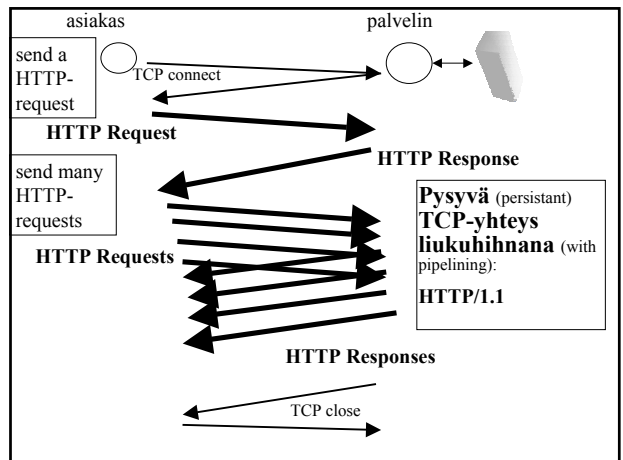 asiakas
palvelin
send a
HTTP-
request
TCP connect
HTTP Request
HTTP Response
send many
HTTP-
requests
Pysyvä (persistant)
TCP-yhteys
liukuhihnana (with
pipelining):
HTTP/1.1
HTTP Requests
HTTP Responses
TCP close